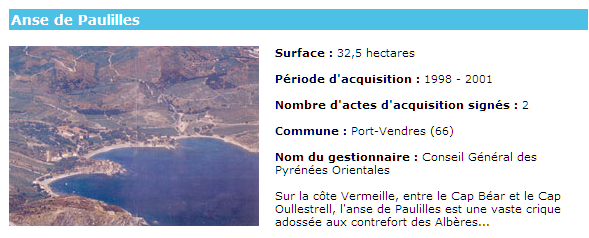 Anse de Paulilles
Surface : 32,5 hectares
Période d'acquisition : 1998 - 2001
Nombre d'actes d'acquisition signés : 2
Commune : Port-Vendres (66)
Nom du gestionnaire : Conseil Général des
Pyrénées Orientales
Sur la côte Vermeille, entre le Cap Béar et le Cap
Oullestrell, l'anse de Paulilles est une vaste crique
adossée aux contrefort des Albères...